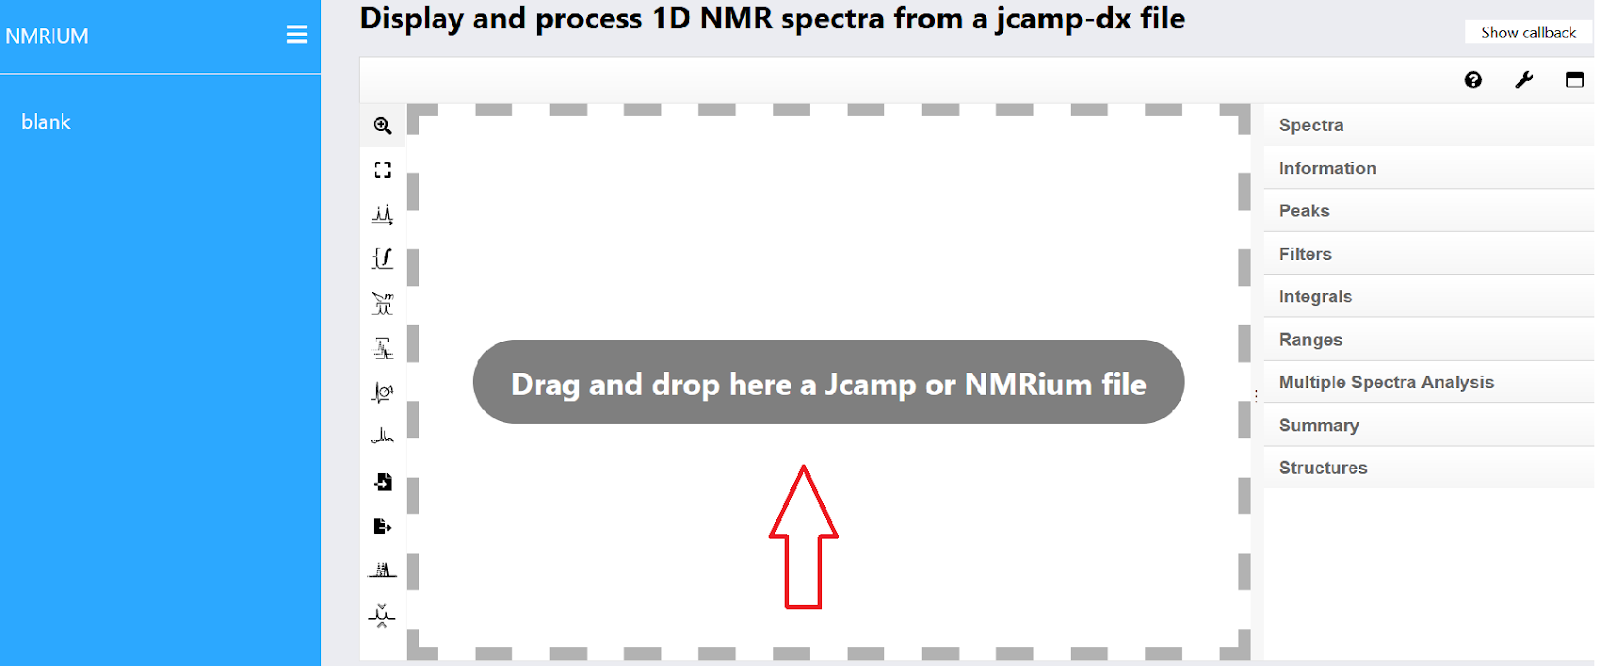 NMRIUM
blank
Display and process 1D NMR spectra from a jcamp-dx file
Show callback
Drag and drop here a Jcamp or NMRium file
Spectra
Information
Peaks
Filters
Integrals
Ranges
Multiple Spectra Analysis
Summary
Structures